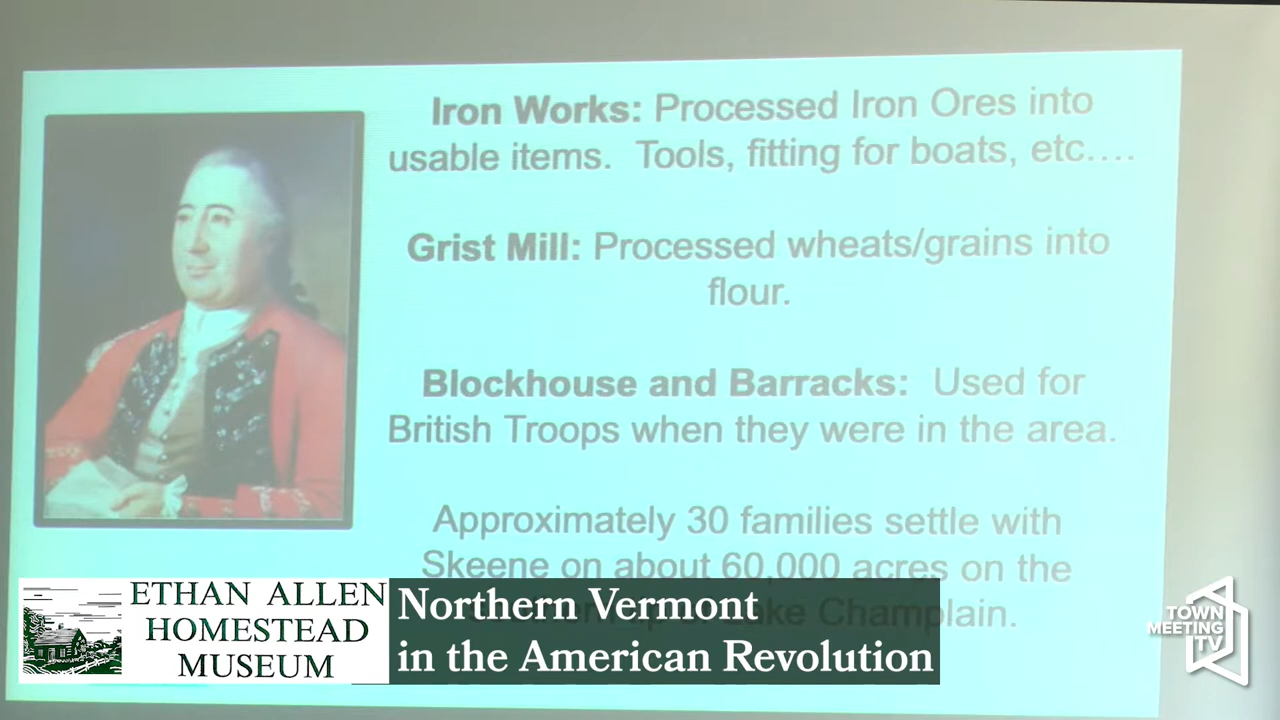 Iron Works: Processed Iron Ores into
usable items. Tools, fitting for boats, etc....
Grist Mill: Processed wheats/grains into
flour.
Blockhouse and Barracks: Used for
British Troops when they were in the area.
Approximately 30 families settle with
Skeene on about 60,000 acres on the
of Lake Champlain.
ETHAN ALLEN
HOMESTEAD
MUSEUM
Northern Vermont
in the American Revolution
TOWN
MEETING
TV